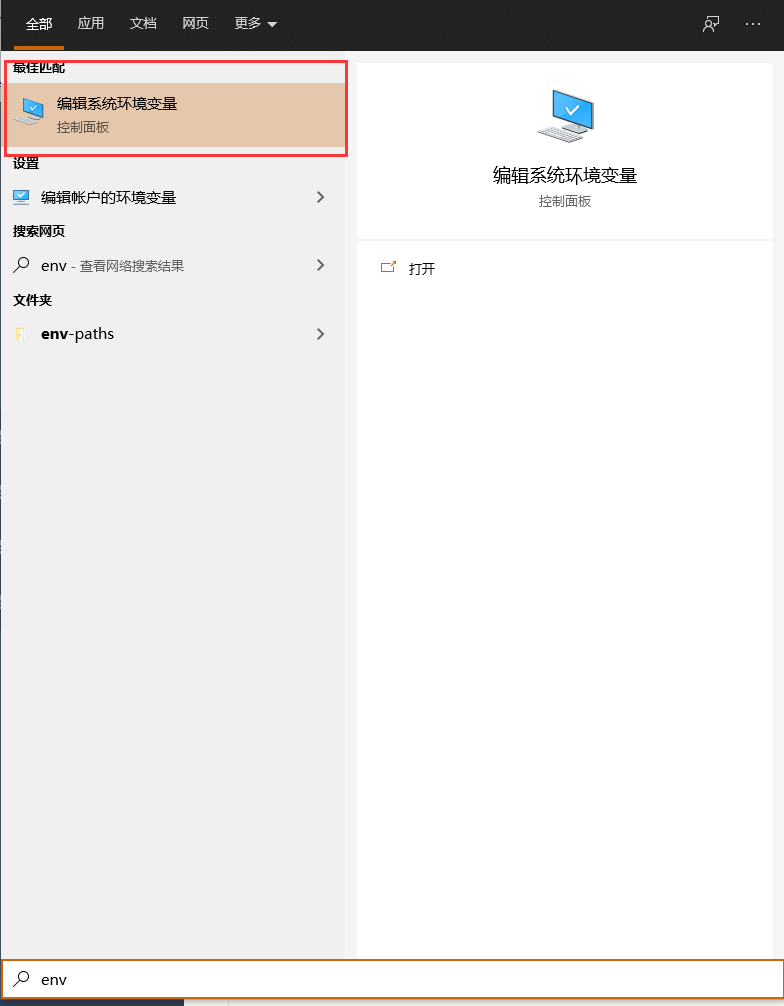 全部 应用 文档 网页 更多
最佳匹配
编辑系统环境变量
控制面板
设置
编辑帐户的环境变量
搜索网页
env - 查看网络搜索结果
文件夹
env-paths
编辑系统环境变量
控制面板
打开
env